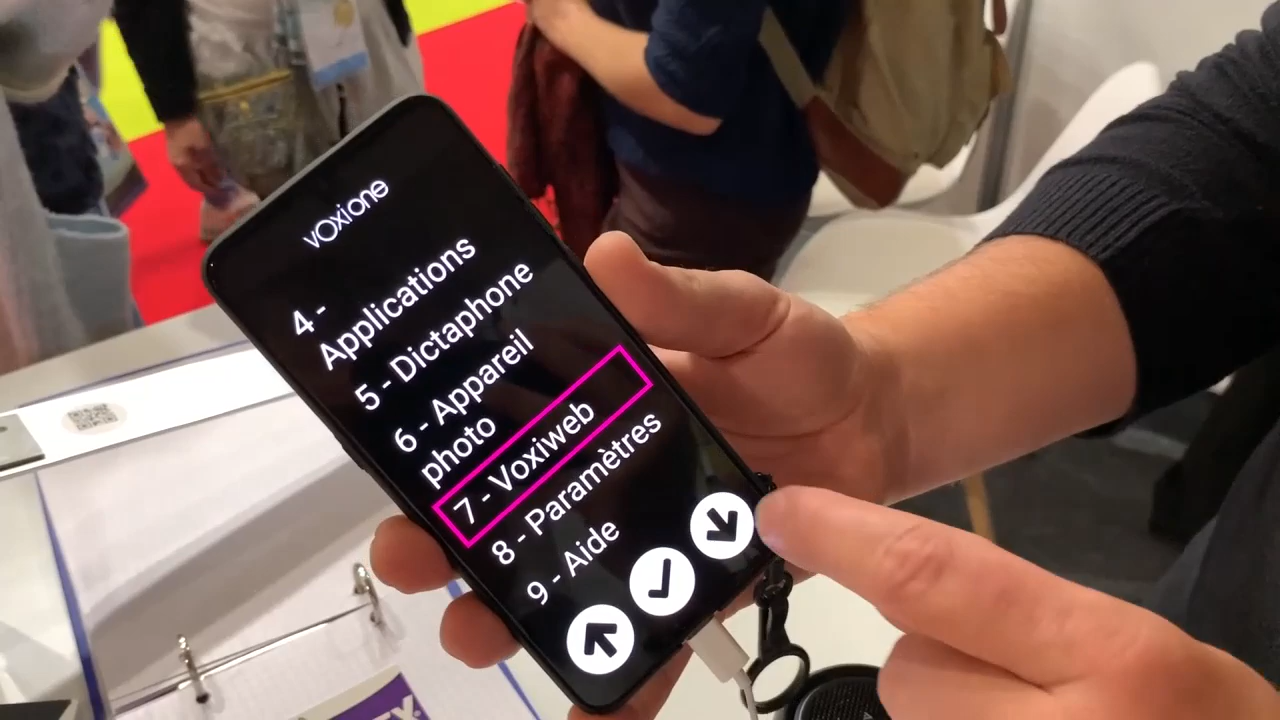 voxione
4 -
Applications
5 - Dictaphone
6 - Appareil
photo
7 - Voxiweb
8 - Paramètres
9 - Aide